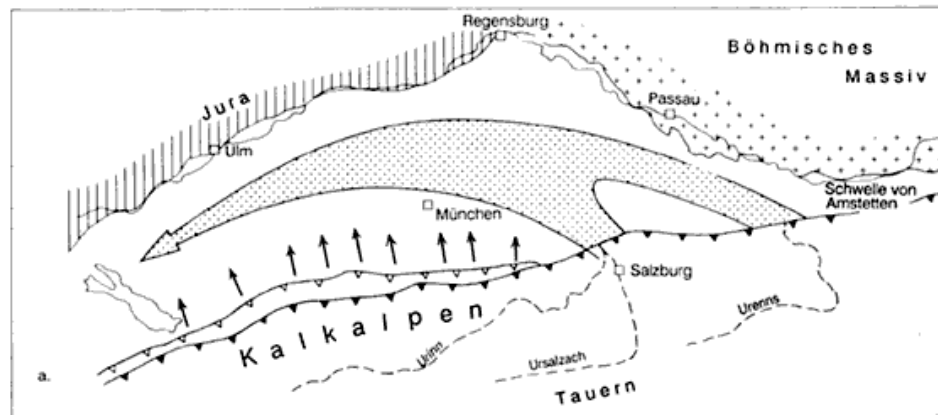 Regensburg
Böhmisches
Massiv
Jura
Passau
Ulm
Schwelle von
Amstetten
München
Salzburg
Kalkalpen
Urinn
Urenns
Ursalzach
Tauern
a.